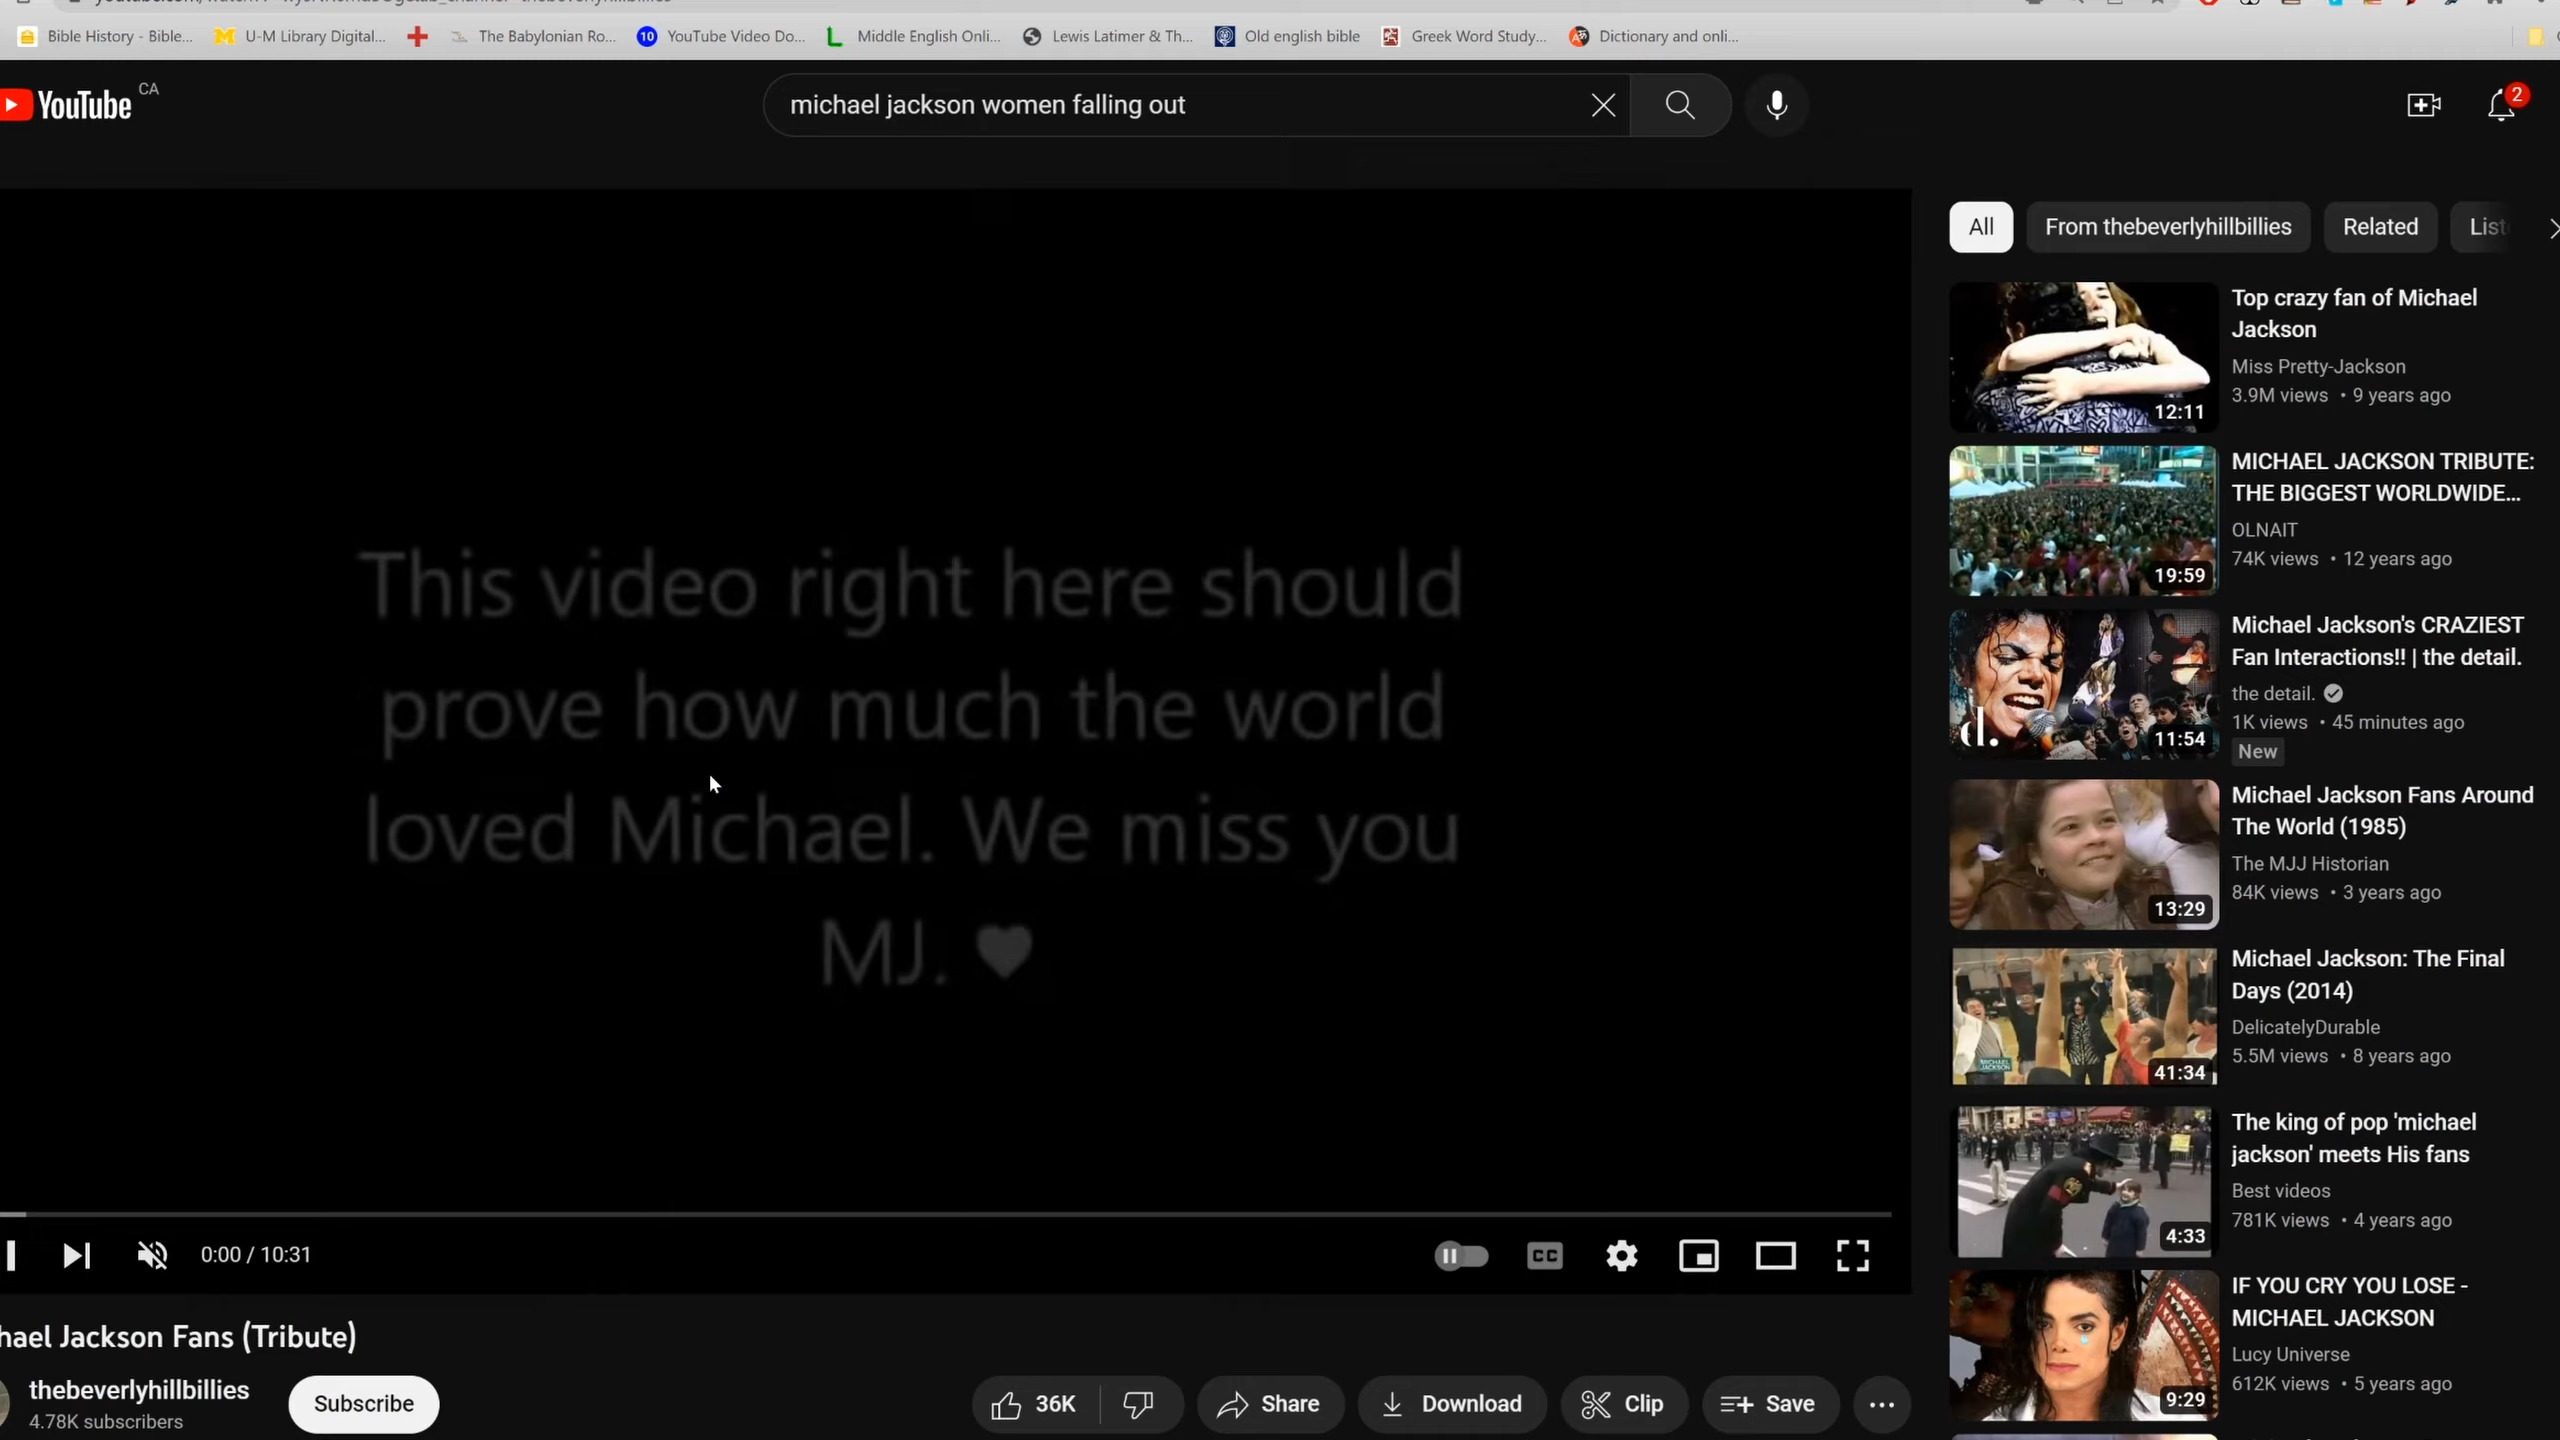 Bible History - Bible...
U-M Library Digital...
The Babylonian Ro...
10
YouTube Video Do...
Middle English Onli...
Lewis Latimer & Th...
Old english bible
Greek Word Study...
Dictionary and onli...
YouTube
CA
michael jackson women falling out
2
This video right here should
prove how much the world
loved Michael. We miss you
MJ. ♥
0:00 / 10:31
CC
hael Jackson Fans (Tribute)
thebeverlyhillbillies
4.78K subscribers
Subscribe
36K
Share
Download
Clip
Save
All
From thebeverlyhillbillies
Related
List
12:11
Top crazy fan of Michael
Jackson
Miss Pretty-Jackson
3.9M views • 9 years ago
19:59
MICHAEL JACKSON TRIBUTE:
THE BIGGEST WORLDWIDE...
OLNAIT
74K views • 12 years ago
d.
11:54
Michael Jackson's CRAZIEST
Fan Interactions!! | the detail.
the detail.
1K views • 45 minutes ago
New
13:29
Michael Jackson Fans Around
The World (1985)
The MJJ Historian
84K views • 3 years ago
41:34
Michael Jackson: The Final
Days (2014)
DelicatelyDurable
5.5M views • 8 years ago
4:33
The king of pop 'michael
jackson' meets His fans
Best videos
781K views • 4 years ago
9:29
IF YOU CRY YOU LOSE -
MICHAEL JACKSON
Lucy Universe
612K views • 5 years ago